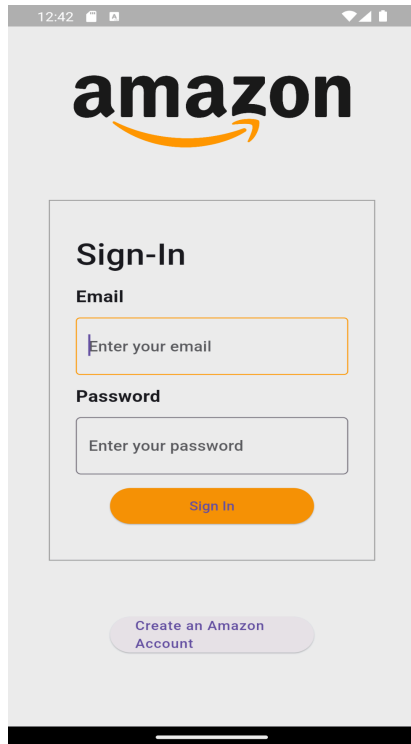 12:42
A
amazon
Sign-In
Email
Enter your email
Password
Enter your password
Sign In
Create an Amazon
Account